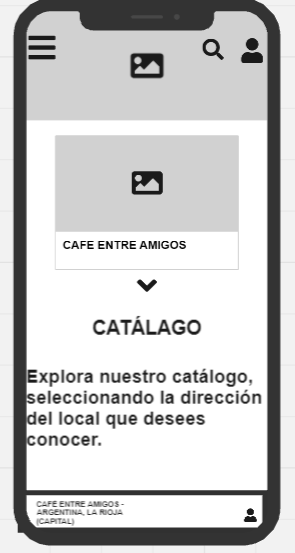 CAFE ENTRE AMIGOS
CATÁLAGO
Explora nuestro catálogo,
seleccionando la dirección
del local que desees
conocer.
CAFE ENTRE AMIGOS -
ARGENTINA, LA RIOJA
(CAPITAL)